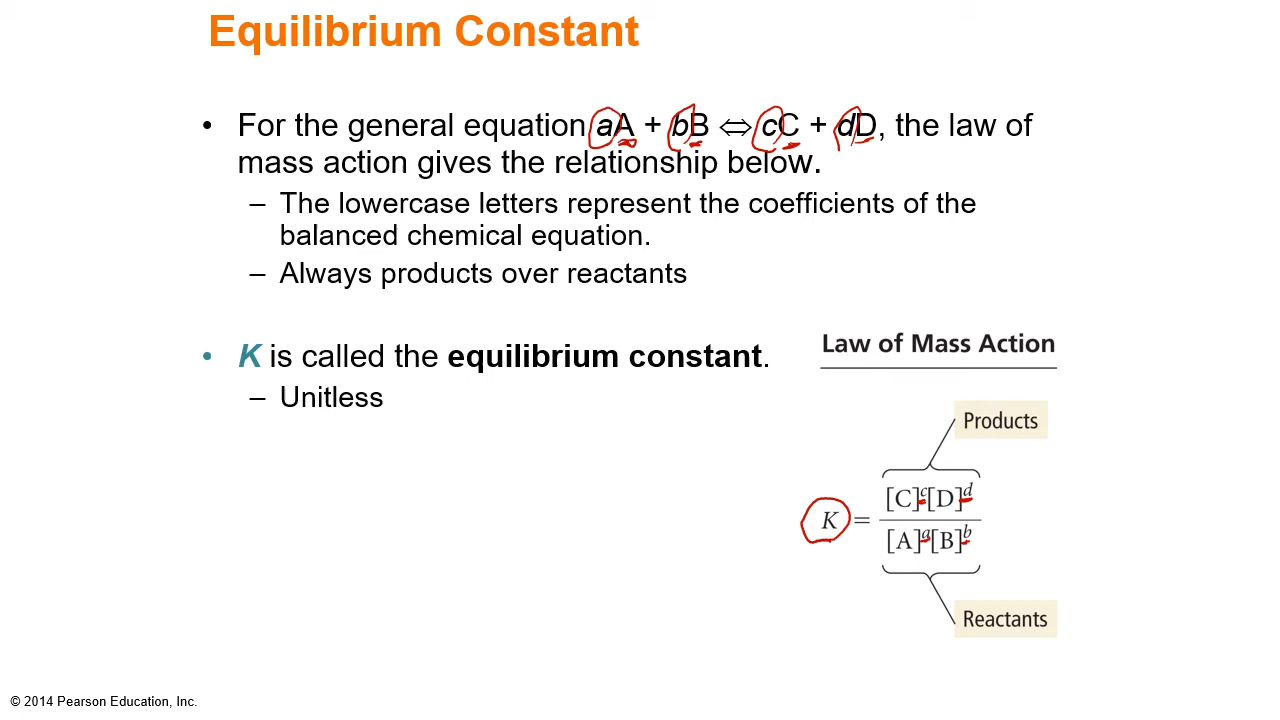 Equilibrium Constant
• For the general equation aA + bB ⇔ cC + dD, the law of
mass action gives the relationship below.
– The lowercase letters represent the coefficients of the
balanced chemical equation.
– Always products over reactants
• K is called the equilibrium constant.
– Unitless
Law of Mass Action
Products
K = [C]^c[D]^d / [A]^a[B]^b
Reactants
© 2014 Pearson Education, Inc.